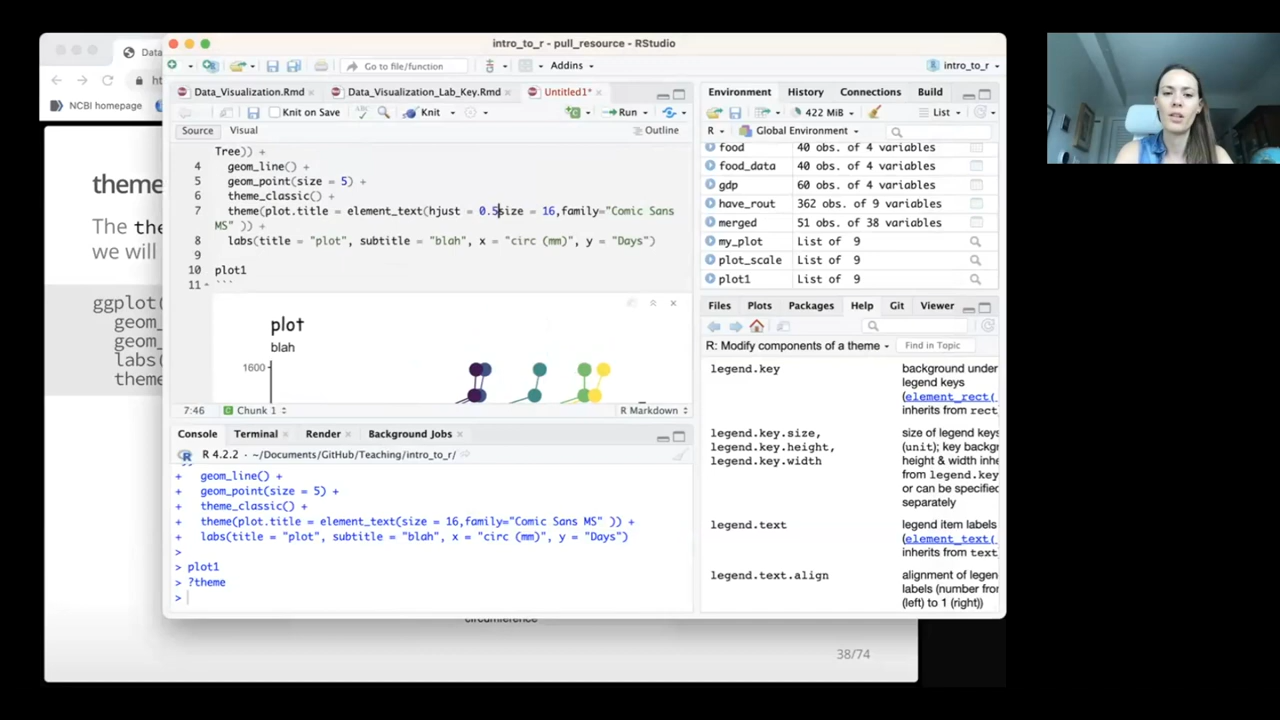 Data
ht
NCBI homepage
theme
The the
we will
ggplot(
geom_
geom_
labs(
theme
38/74
intro_to_r - pull_resource - RStudio
Go to file/function
Addins
intro_to_r
Data_Visualization.Rmd
Data_Visualization_Lab_Key.Rmd
Untitled1*
Knit on Save
Knit
Run
Source
Visual
Outline
Tree)) +
4 geom_line() +
5 geom_point(size = 5) +
6 theme_classic() +
7 theme(plot.title = element_text(hjust = 0.5size = 16,family="Comic Sans
MS" )) +
8 labs(title = "plot", subtitle = "blah", x = "circ (mm)", y = "Days")
9
10 plot1
11 ```
plot
blah
1600
7:46
Chunk 1
R Markdown
Console
Terminal
Render
Background Jobs
R 4.2.2 · ~/Documents/GitHub/Teaching/intro_to_r/
+ geom_line() +
+ geom_point(size = 5) +
+ theme_classic() +
+ theme(plot.title = element_text(size = 16,family="Comic Sans MS" )) +
+ labs(title = "plot", subtitle = "blah", x = "circ (mm)", y = "Days")
>
> plot1
> ?theme
>
Environment
History
Connections
Build
422 MiB
List
R
Global Environment
food 40 obs. of 4 variables
food_data 40 obs. of 4 variables
gdp 60 obs. of 4 variables
have_rout 362 obs. of 9 variables
merged 51 obs. of 38 variables
my_plot List of 9
plot_scale List of 9
plot1 List of 9
Files
Plots
Packages
Help
Git
Viewer
R: Modify components of a theme
Find in Topic
legend.key
background under
legend keys
(element_rect(
inherits from rect
legend.key.size,
legend.key.height,
legend.key.width
size of legend keys
(unit); key backg
height & width inhe
from legend.key
or can be specified
separately
legend.text
legend item labels
(element_text(
inherits from text
legend.text.align
alignment of legen
labels (number from
(left) to 1 (right))